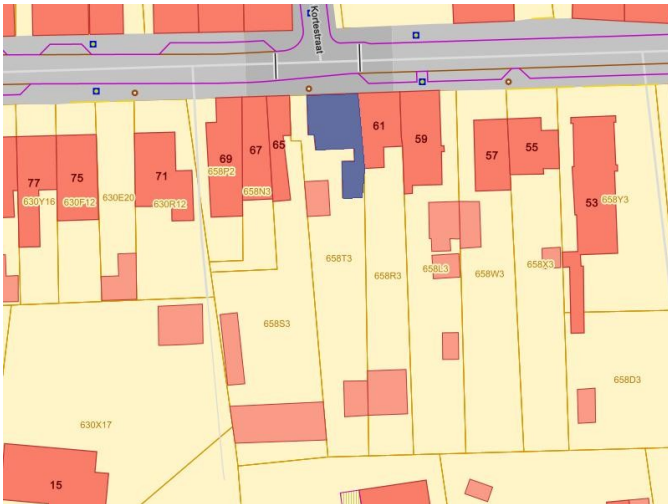 Kortestraat
61
65
67
59
69
57
55
658P2
71
75
77
658N3
630E20
658Y3
53
630Y16
630F12
630R12
658T3
658X3
658L3
658R3
658W3
658S3
658D3
630X17
15